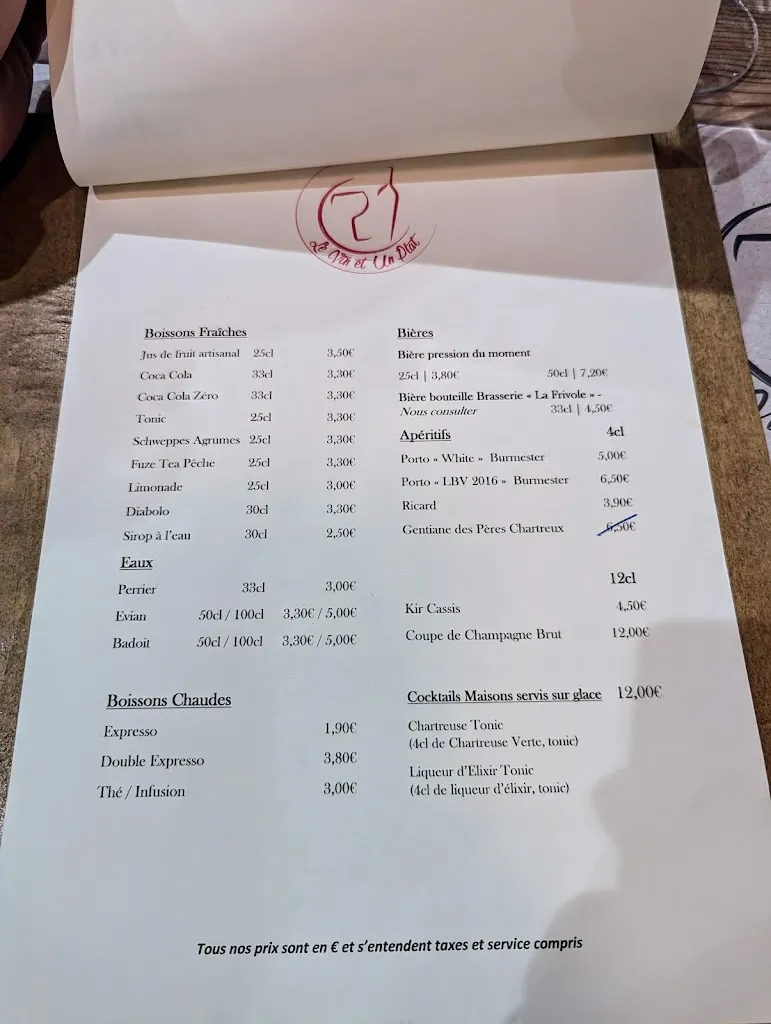 Le Vin et Un Plat
Boissons Fraîches
Jus de fruit artisanal 25cl 3,50€
Coca Cola 33cl 3,30€
Coca Cola Zéro 33cl 3,30€
Tonic 25cl 3,30€
Schweppes Agrumes 25cl 3,30€
Fuze Tea Pêche 25cl 3,30€
Limonade 25cl 3,00€
Diabolo 30cl 3,30€
Sirop à l'eau 30cl 2,50€
Eaux
Perrier 33cl 3,00€
Evian 50cl / 100cl 3,30€ / 5,00€
Badoit 50cl / 100cl 3,30€ / 5,00€
Boissons Chaudes
Expresso 1,90€
Double Expresso 3,80€
Thé / Infusion 3,00€
Bières
Bière pression du moment
25cl | 3,80€ 50cl | 7,20€
Bière bouteille Brasserie « La Frivole » -
Nous consulter 33cl | 4,50€
Apéritifs 4cl
Porto « White » Burmester 5,00€
Porto « LBV 2016 » Burmester 6,50€
Ricard 3,90€
Gentiane des Pères Chartreux 6,50€
12cl
Kir Cassis 4,50€
Coupe de Champagne Brut 12,00€
Cocktails Maisons servis sur glace 12,00€
Chartreuse Tonic
(4cl de Chartreuse Verte, tonic)
Liqueur d'Elixir Tonic
(4cl de liqueur d'élixir, tonic)
Tous nos prix sont en € et s'entendent taxes et service compris